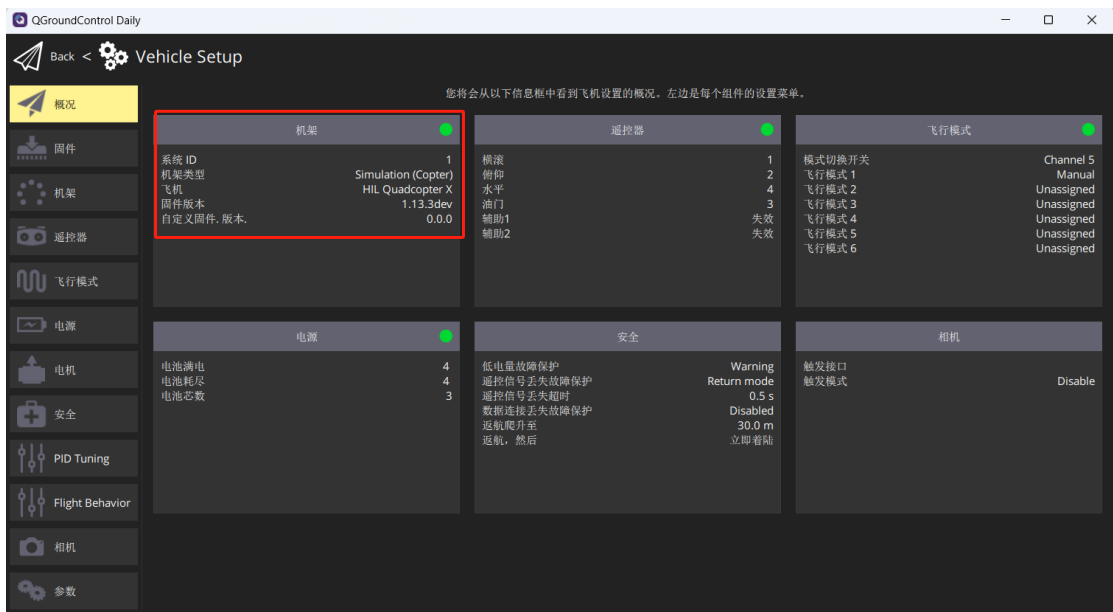 QGroundControl Daily
Back < Vehicle Setup
您将会从以下信息框中看到飞机设置的概况。左边是每个组件的设置菜单。
概况
固件
机架
遥控器
飞行模式
电源
电机
安全
PID Tuning
Flight Behavior
相机
参数
机架
系统 ID 1
机架类型 Simulation (Copter)
飞机 HIL Quadcopter X
固件版本 1.13.3dev
自定义固件. 版本. 0.0.0
遥控器
横滚 1
俯仰 2
水平 4
油门 3
辅助1 失效
辅助2 失效
飞行模式
模式切换开关 Channel 5
飞行模式 1 Manual
飞行模式 2 Unassigned
飞行模式 3 Unassigned
飞行模式 4 Unassigned
飞行模式 5 Unassigned
飞行模式 6 Unassigned
电源
电池满电 4
电池耗尽 4
电池芯数 3
安全
低电量故障保护 Warning
遥控信号丢失故障保护 Return mode
遥控信号丢失超时 0.5 s
数据连接丢失故障保护 Disabled
返航爬升至 30.0 m
返航，然后 立即着陆
相机
触发接口
触发模式 Disable